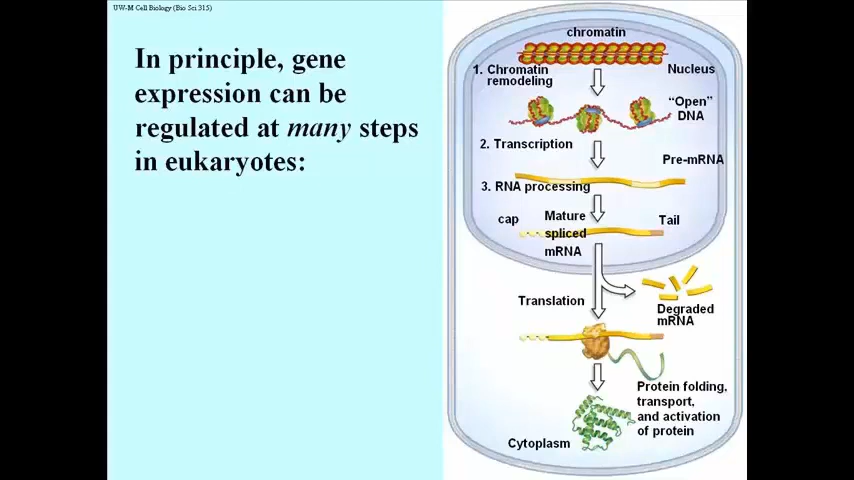 UW-M Cell Biology (Bio Sci 315)
In principle, gene
expression can be
regulated at many steps
in eukaryotes:
chromatin
1. Chromatin
remodeling
Nucleus
"Open"
DNA
2. Transcription
Pre-mRNA
3. RNA processing
cap
Mature
spliced
mRNA
Tail
Translation
Degraded
mRNA
Protein folding,
transport,
and activation
of protein
Cytoplasm